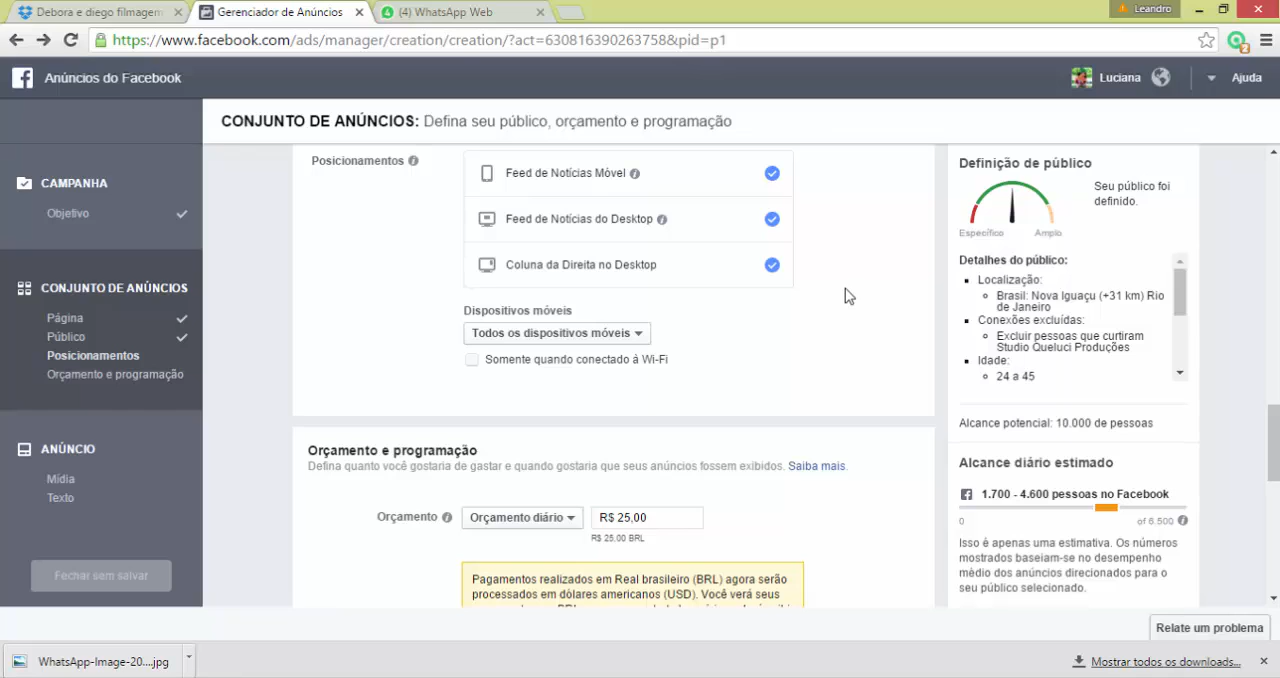 Debora e diego filmagem
Gerenciador de Anúncios
(4) WhatsApp Web
Leandro
https://www.facebook.com/ads/manager/creation/creation/?act=630816390263758&pid=p1
Anúncios do Facebook
Luciana
Ajuda
CONJUNTO DE ANÚNCIOS: Defina seu público, orçamento e programação
CAMPANHA
Objetivo
CONJUNTO DE ANÚNCIOS
Página
Público
Posicionamentos
Orçamento e programação
ANÚNCIO
Mídia
Texto
Fechar sem salvar
Posicionamentos
Feed de Notícias Móvel
Feed de Notícias do Desktop
Coluna da Direita no Desktop
Dispositivos móveis
Todos os dispositivos móveis
Somente quando conectado à Wi-Fi
Orçamento e programação
Defina quanto você gostaria de gastar e quando gostaria que seus anúncios fossem exibidos. Saiba mais.
Orçamento
Orçamento diário
R$ 25,00
R$ 25.00 BRL
Pagamentos realizados em Real brasileiro (BRL) agora serão
processados em dólares americanos (USD). Você verá seus
Definição de público
Seu público foi
definido.
Específico
Amplo
Detalhes do público:
Localização:
Brasil: Nova Iguaçu (+31 km) Rio
de Janeiro
Conexões excluídas:
Excluir pessoas que curtiram
Studio Queluci Produções
Idade:
24 a 45
Alcance potencial: 10.000 de pessoas
Alcance diário estimado
1.700 - 4.600 pessoas no Facebook
0
of 6.500
Isso é apenas uma estimativa. Os números
mostrados baseiam-se no desempenho
médio dos anúncios direcionados para o
seu público selecionado.
Relate um problema
WhatsApp-Image-20....jpg
Mostrar todos os downloads...